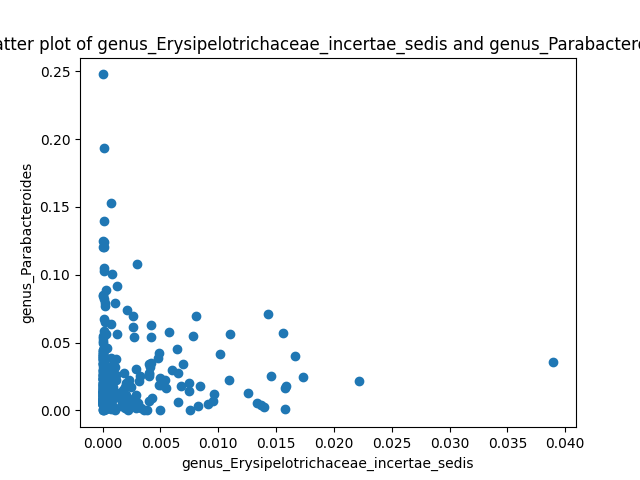 atter plot of genus_Erysipelotrichaceae_incertae_sedis and genus_Parabactero
0.25
0.20
0.15
0.10
0.05
0.00
genus_Parabacteroides
0.000 0.005 0.010 0.015 0.020 0.025 0.030 0.035 0.040
genus_Erysipelotrichaceae_incertae_sedis